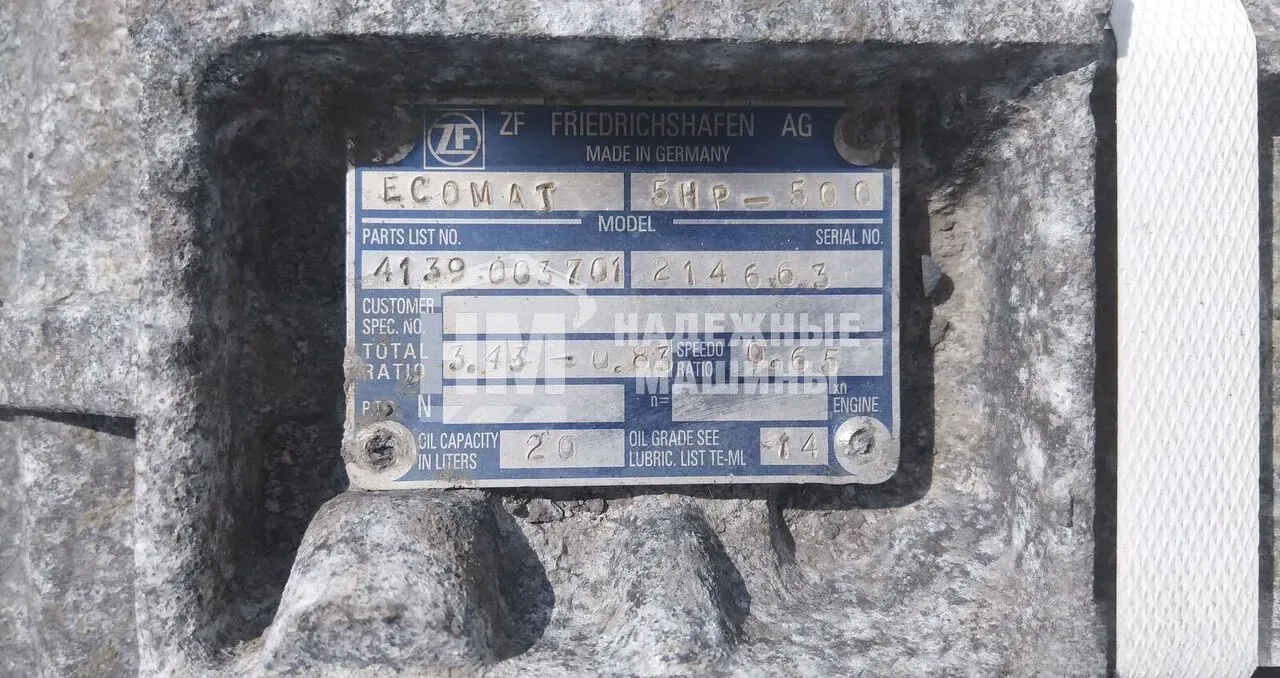 ZF ZF FRIEDRICHSHAFEN AG
MADE IN GERMANY
ECOMAT 5HP-500
MODEL
PARTS LIST NO. SERIAL NO.
4139 003701 214663
CUSTOMER
SPEC. NO.
НАДЕЖНЫЕ
МАШИНЫ
TOTAL
RATIO 3.43-0.83 SPEEDO
RATIO 9.65
N n= xn
ENGINE
OIL CAPACITY
IN LITERS 20 OIL GRADE SEE
LUBRIC. LIST TE-ML 14